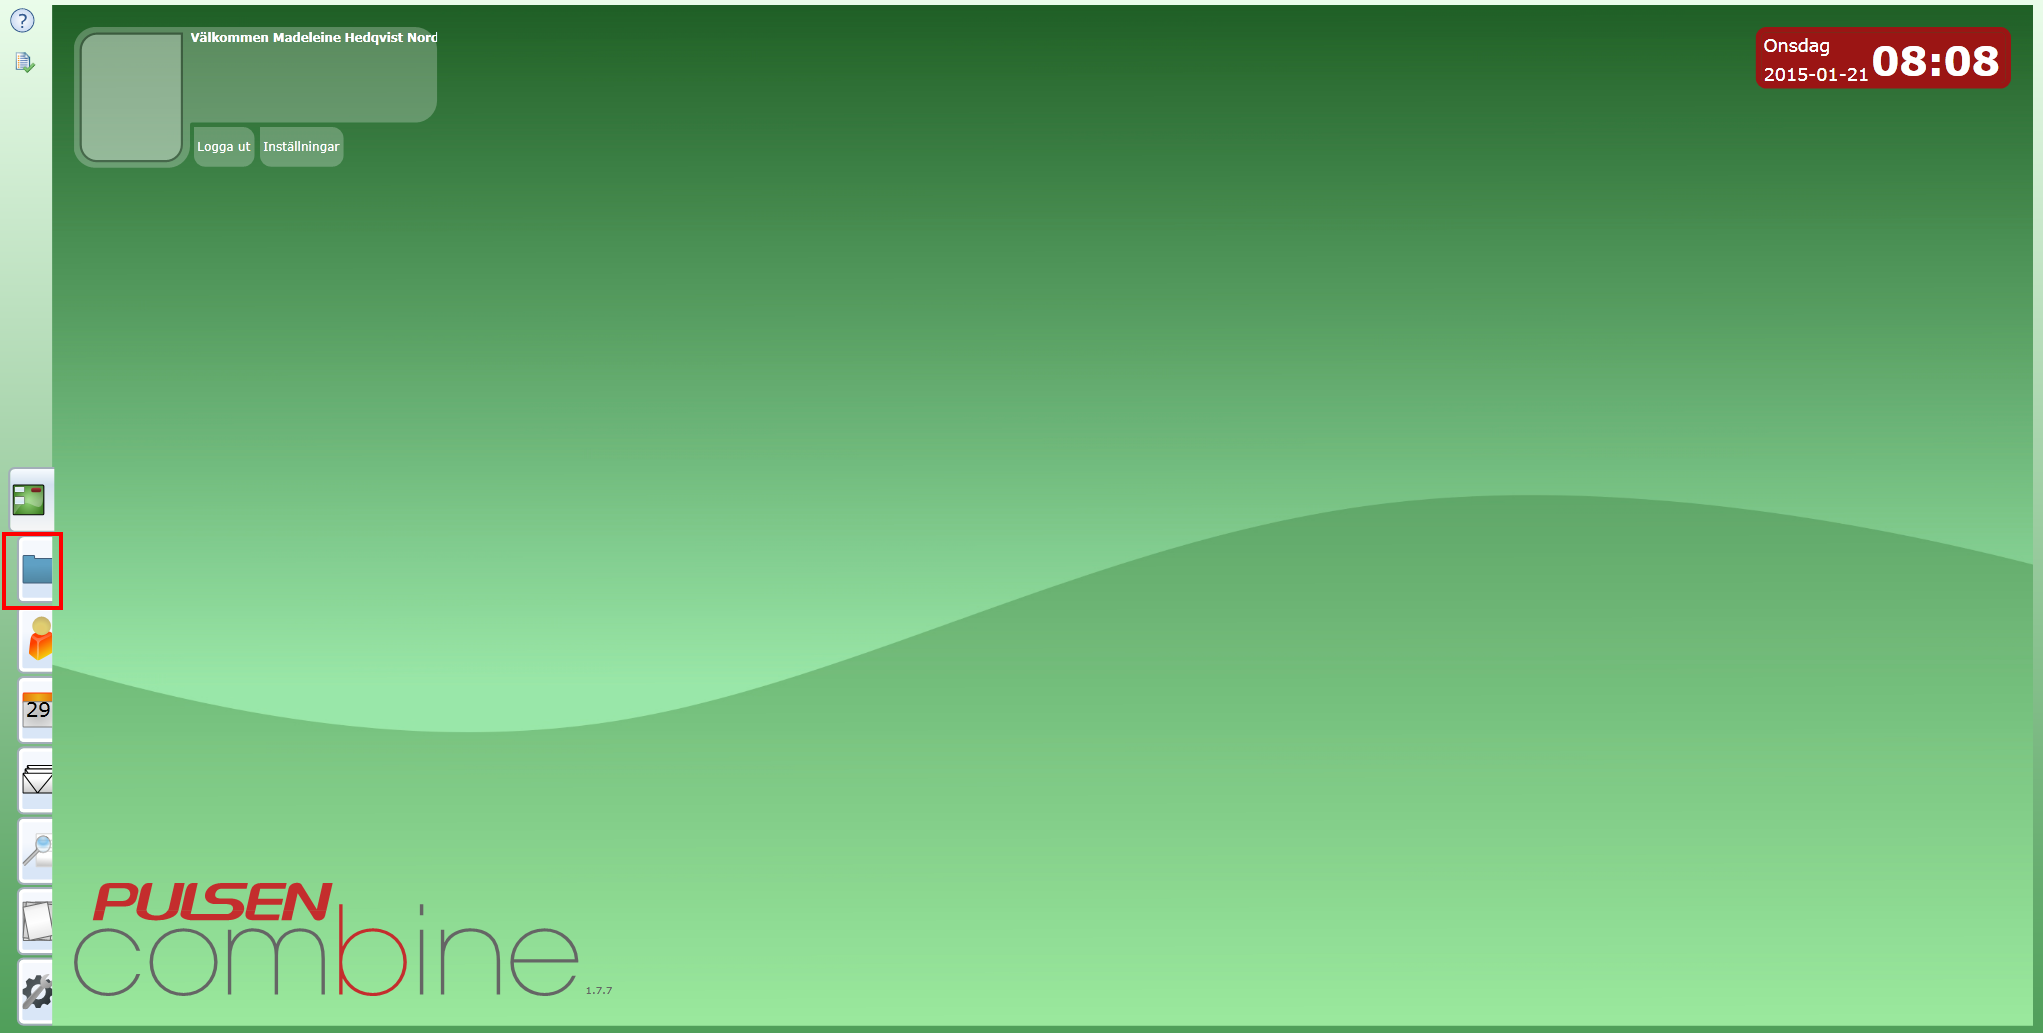 ?
Välkommen Madeleine Hedqvist Nord
Logga ut
Inställningar
Onsdag
2015-01-21
08:08
29
PULSEN
combine
1.7.7